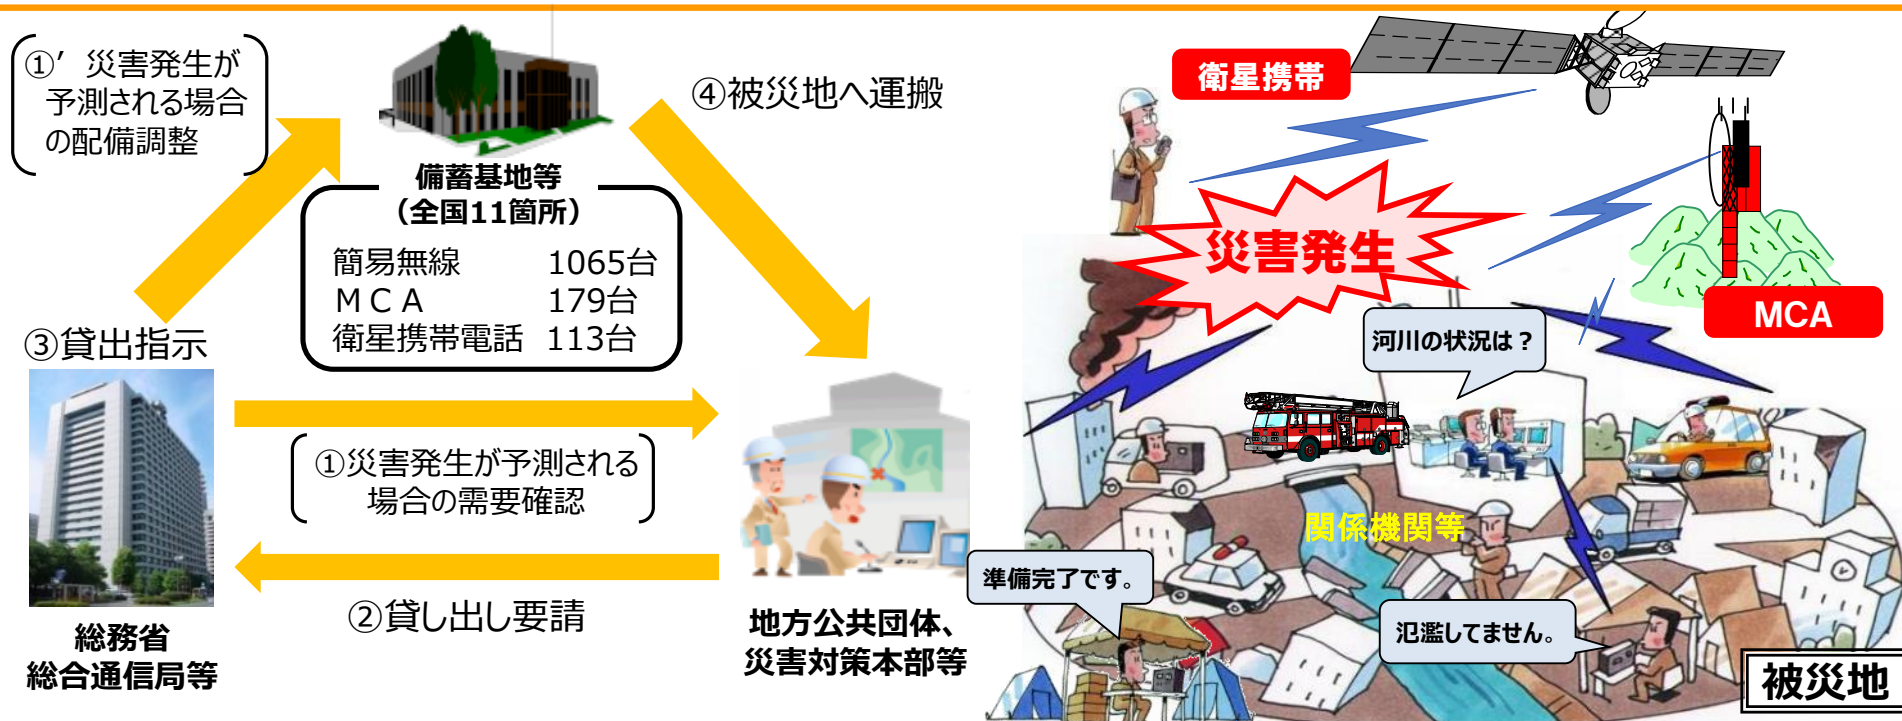 ①’災害発生が
予測される場合
の配備調整
備蓄基地等
（全国11箇所）
簡易無線 1065台
ＭＣＡ 179台
衛星携帯電話 113台
④被災地へ運搬
③貸出指示
①災害発生が予測される
場合の需要確認
②貸し出し要請
総務省
総合通信局等
地方公共団体、
災害対策本部等
衛星携帯
災害発生
MCA
河川の状況は？
関係機関等
準備完了です。
氾濫してません。
被災地